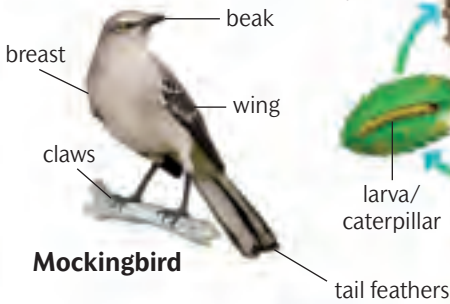 beak
breast
wing
claws
larva/
caterpillar
Mockingbird
tail feathers